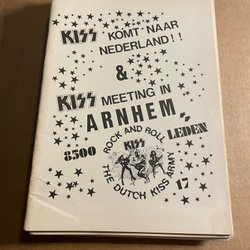 KISS KOMT NAAR
NEDERLAND!!
&
KISS MEETING IN
ARNHEM
8500 LEDEN
ROCK AND ROLL
KISS
THE DUTCH KISS ARMY
17